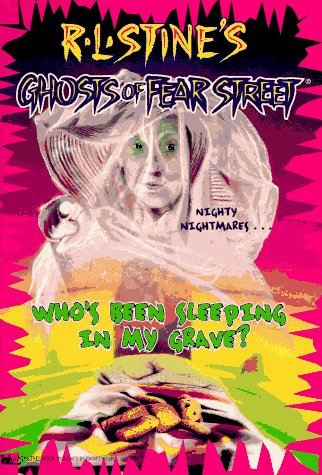 R•L•STINE'S
GHOSTS OF FEAR STREET®
NIGHTY
NIGHTMARES...
WHO'S BEEN SLEEPING
IN MY GRAVE?